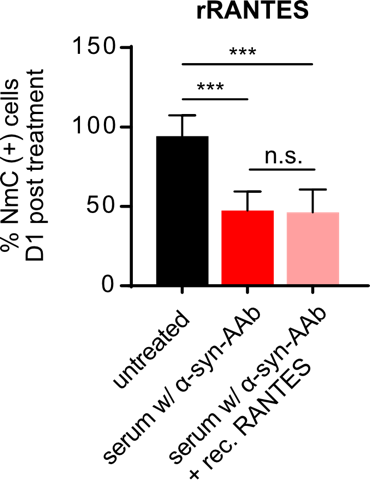 rRANTES
% NmC (+) cells
D1 post treatment
150
100
50
0
***
***
n.s.
untreated
serum w/ α-syn-AAb
serum w/ α-syn-AAb
+ rec. RANTES